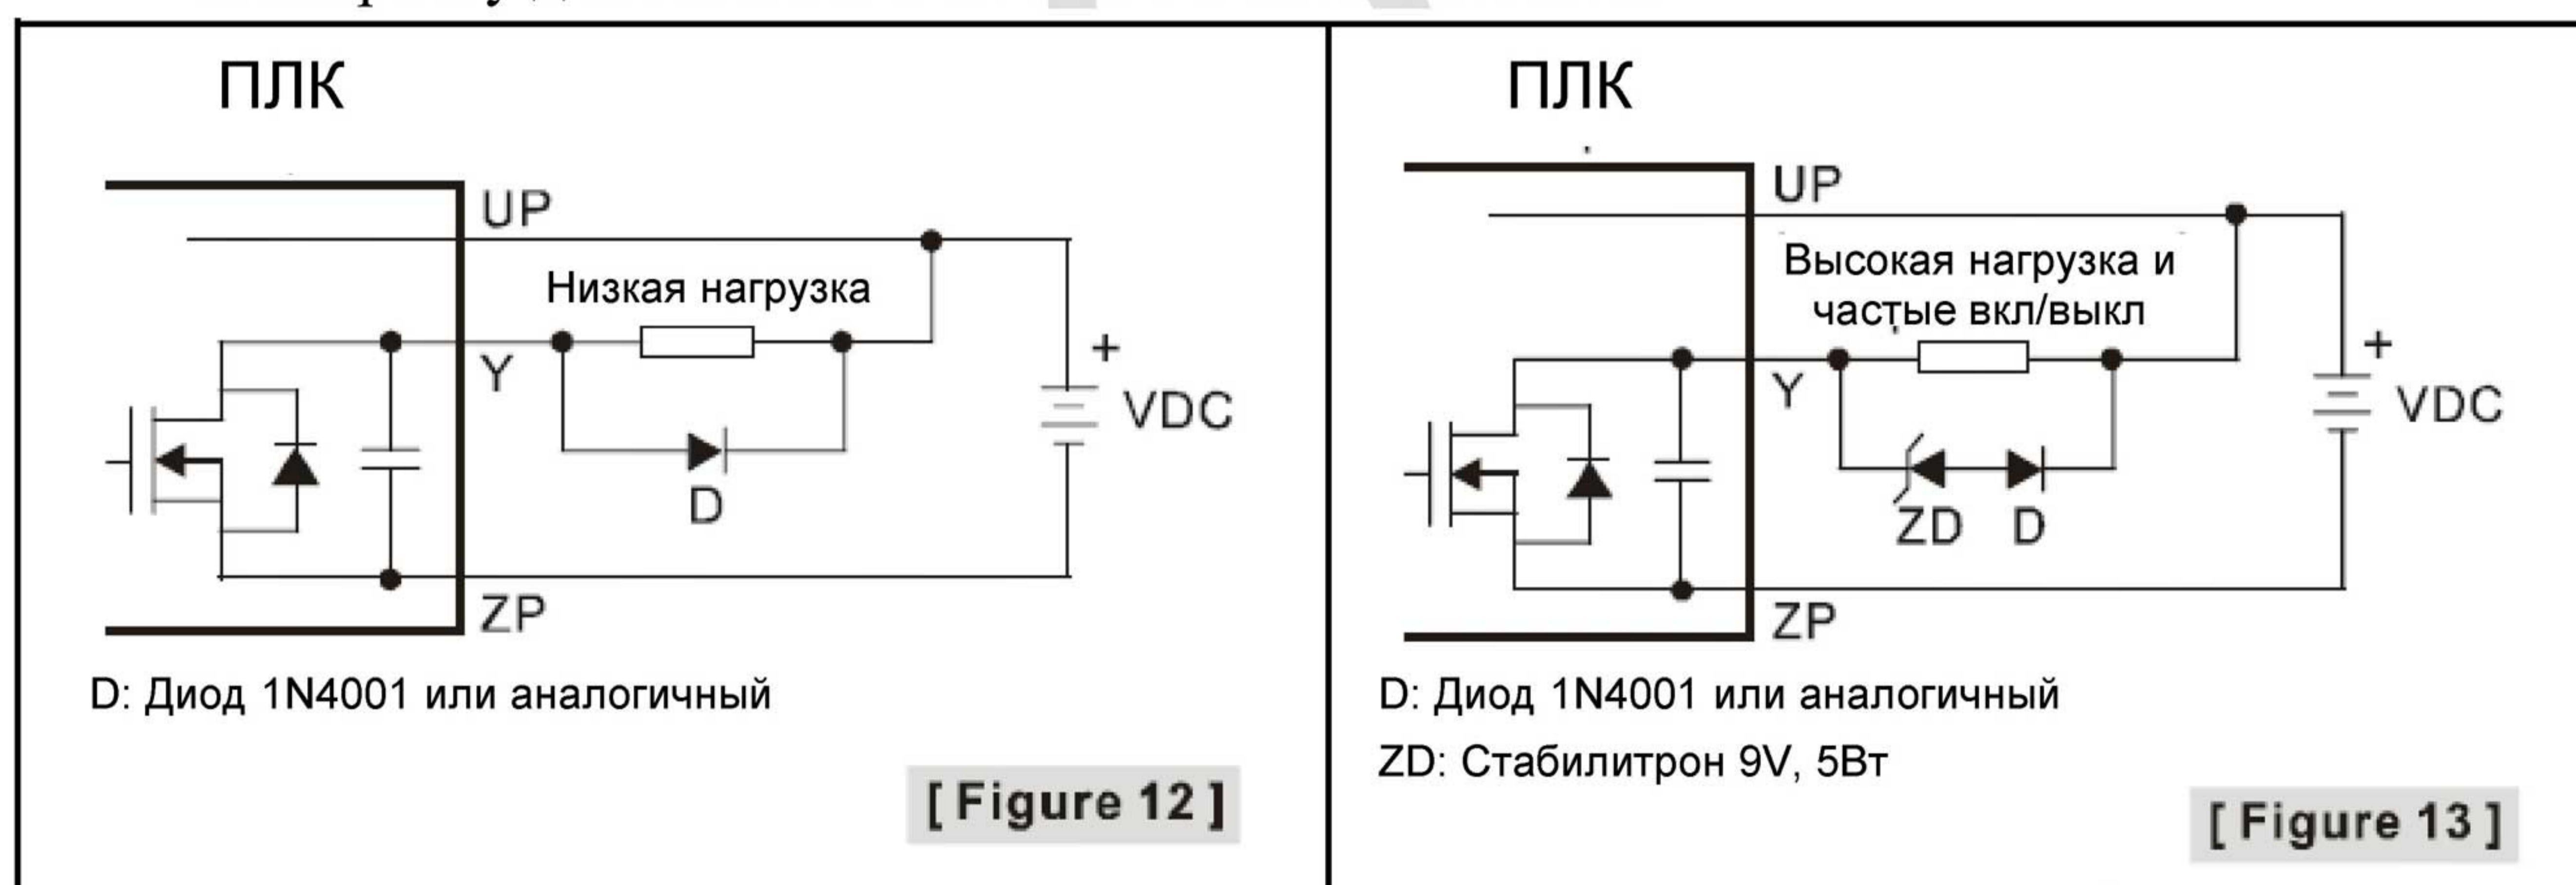 ПЛК
UP
Низкая нагрузка
Y
+
VDC
D
ZP
D: Диод 1N4001 или аналогичный
[ Figure 12 ]
ПЛК
UP
Высокая нагрузка и
частые вкл/выкл
Y
+
VDC
ZD D
ZP
D: Диод 1N4001 или аналогичный
ZD: Стабилитрон 9V, 5Вт
[ Figure 13 ]